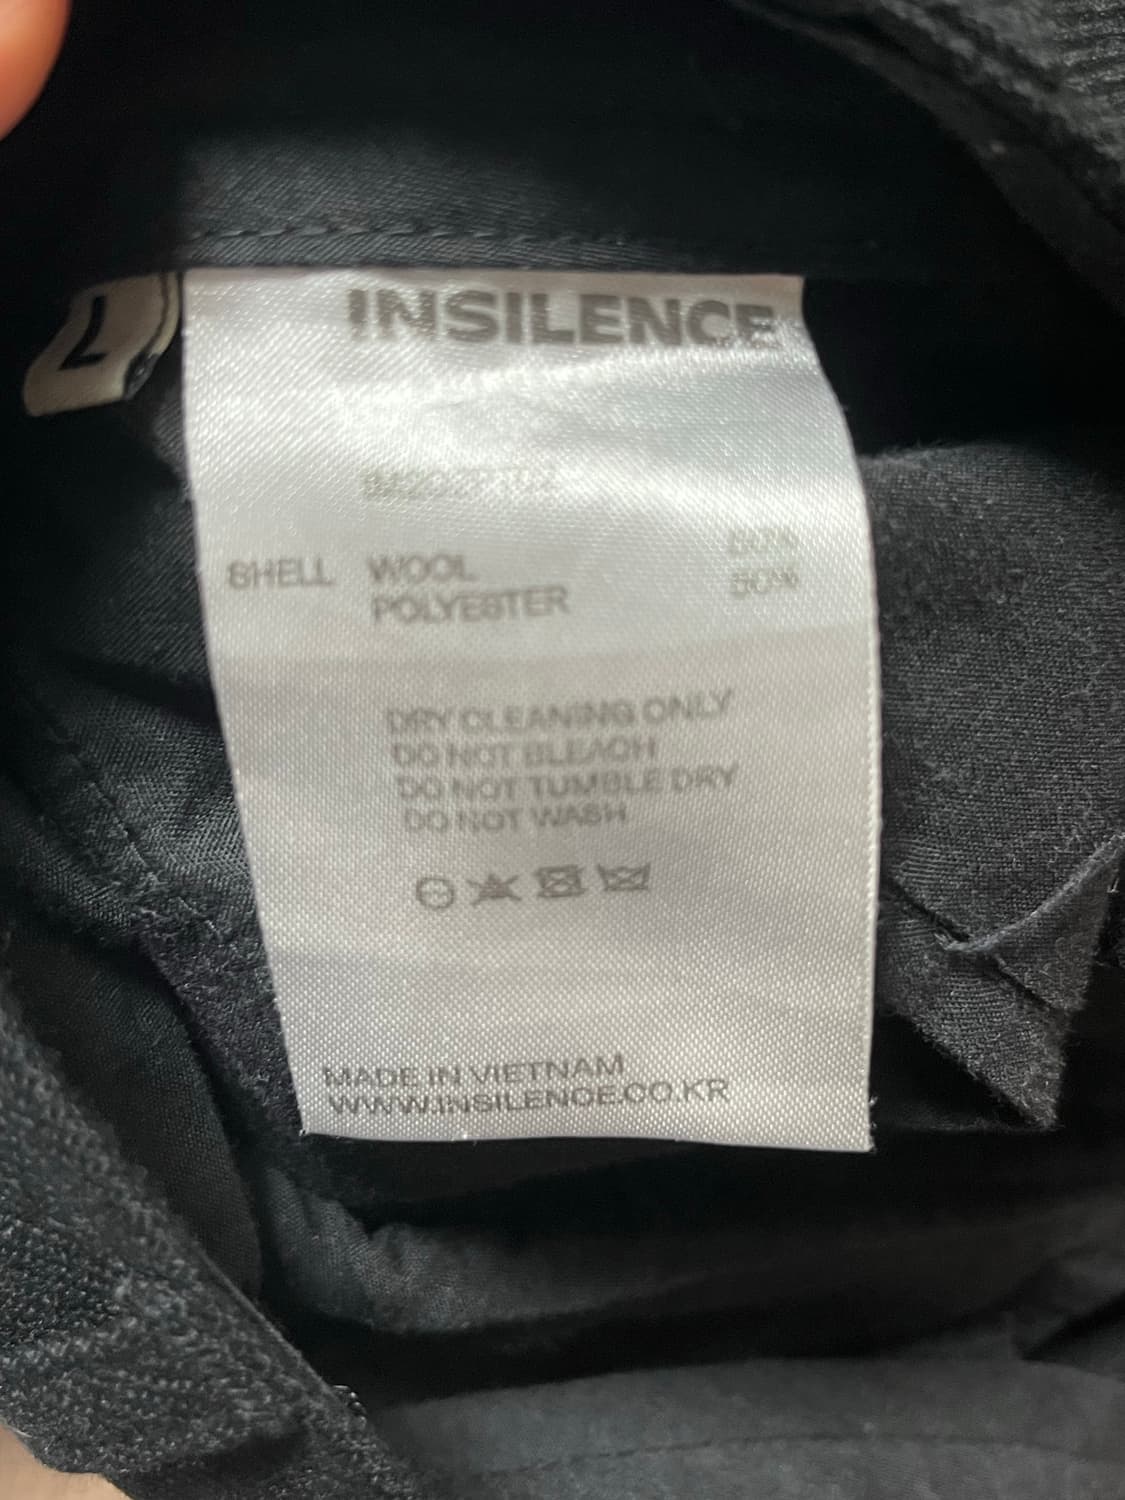 L
INSILENCE
SHELL WOOL 50%
POLYESTER 50%
DRY CLEANING ONLY
DO NOT BLEACH
DO NOT TUMBLE DRY
DO NOT WASH
MADE IN VIETNAM
WWW.INSILENCE.CO.KR